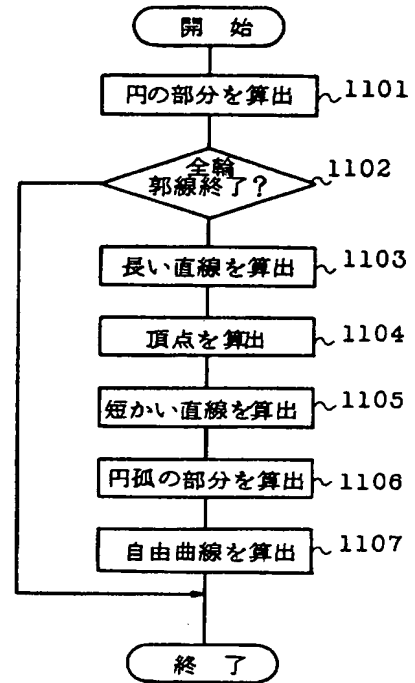 開 始
円の部分を算出
1101
全輪
郭線終了?
1102
長い直線を算出
1103
頂点を算出
1104
短かい直線を算出
1105
円孤の部分を算出
1106
自由曲線を算出
1107
終 了